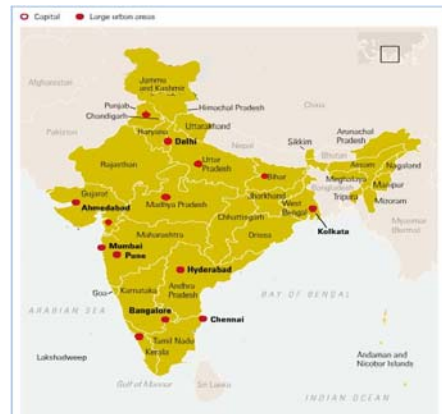 Capital
Large urban areas
Afghanistan
Jammu
and Kashmir
China
Punjab
Himachal Pradesh
Chandigarh
Uttarakhand
Pakistan
Haryana
Delhi
Nepal
Sikkim
Arunachal
Pradesh
Bhutan
Rajasthan
Uttar
Pradesh
Assam
Nagaland
Bihar
Meghalaya
Manipur
Bangladesh
Gujarat
Ahmedabad
Madhya Pradesh
Jharkhand
West
Bengal
Tripura
Mizoram
Chhattisgarh
Kolkata
Myanmar
(Burma)
Maharashtra
Orissa
Mumbai
Pune
Hyderabad
Goa
Karnataka
Andhra
Pradesh
BAY OF BENGAL
ARABIAN SEA
Bangalore
Chennai
Lakshadweep
Tamil Nadu
Kerala
Andaman and
Nicobar Islands
Gulf of Mannar
Sri Lanka
INDIAN OCEAN